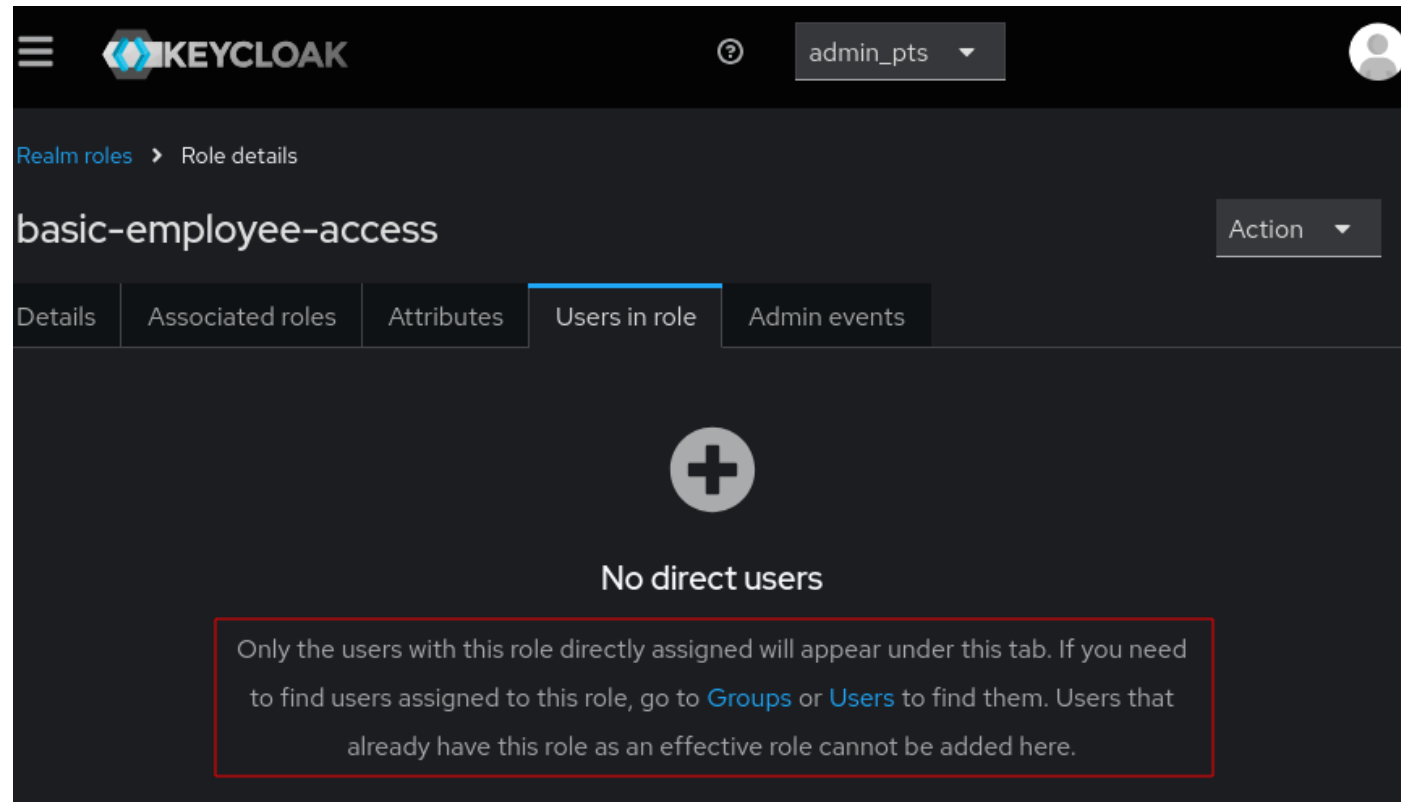 KEYCLOAK
admin_pts
Realm roles > Role details
basic-employee-access
Action
Details
Associated roles
Attributes
Users in role
Admin events
No direct users
Only the users with this role directly assigned will appear under this tab. If you need
to find users assigned to this role, go to Groups or Users to find them. Users that
already have this role as an effective role cannot be added here.